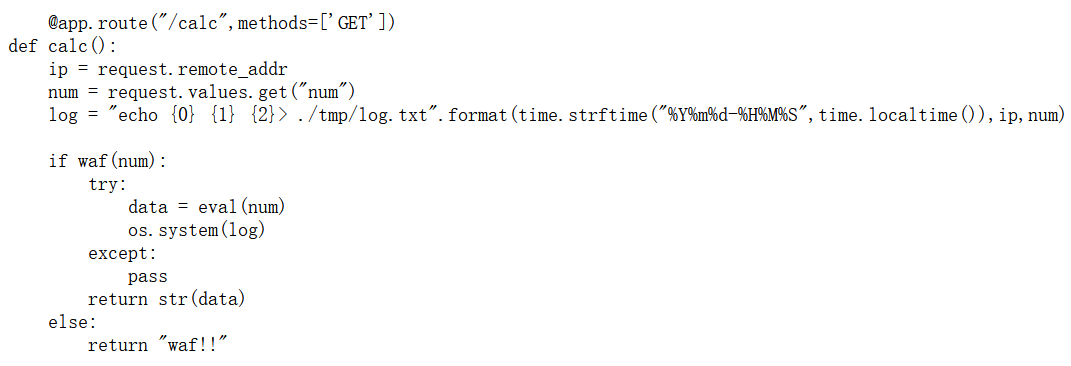 @app.route("/calc",methods=['GET'])
def calc():
    ip = request.remote_addr
    num = request.values.get("num")
    log = "echo {0} {1} {2}> ./tmp/log.txt".format(time.strftime("%Y%m%d-%H%M%S",time.localtime()),ip,num)

    if waf(num):
        try:
            data = eval(num)
            os.system(log)
        except:
            pass
        return str(data)
    else:
        return "waf!!"